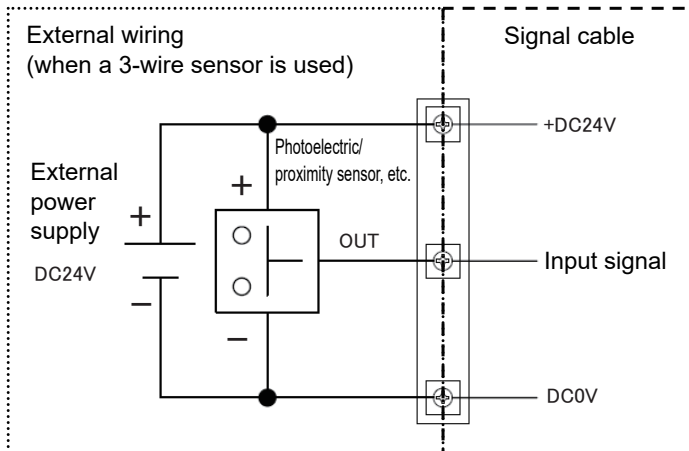 External wiring
(when a 3-wire sensor is used)
Signal cable
+DC24V
Photoelectric/
proximity sensor, etc.
External
power
supply
DC24V
+
−
+
−
OUT
Input signal
DC0V